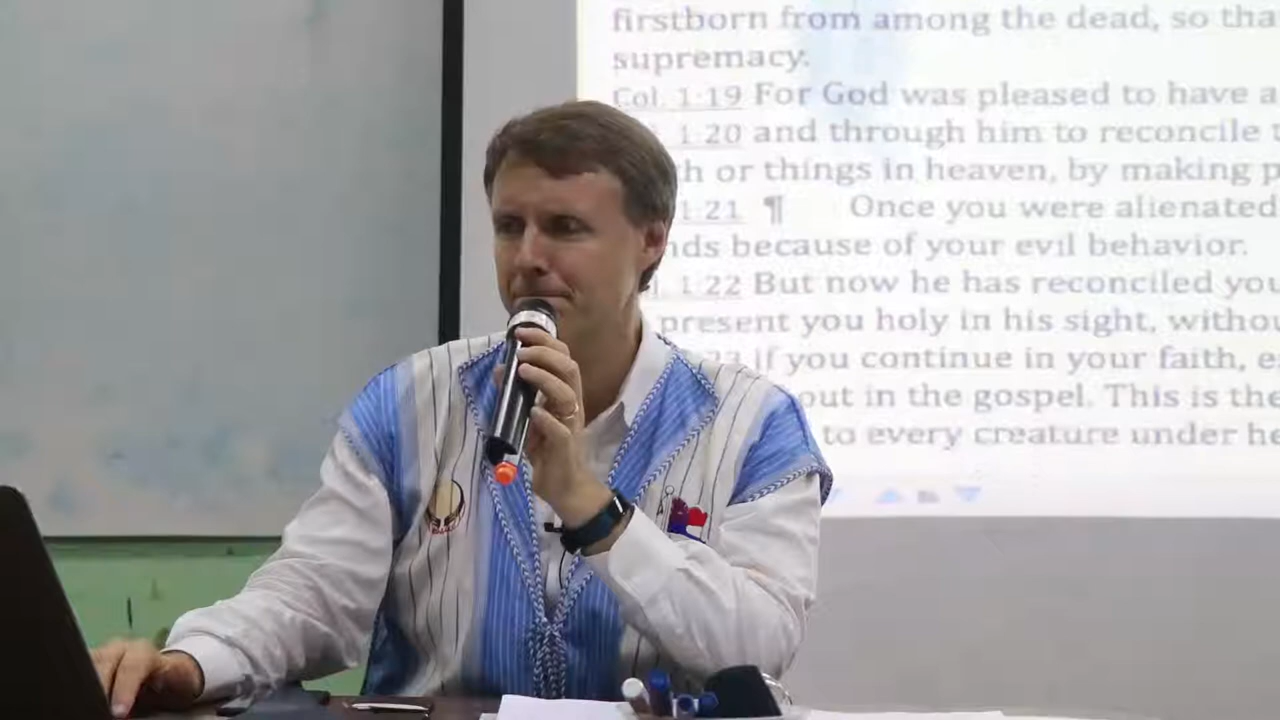 firstborn from among the dead, so tha
supremacy.
Col. 1:19 For God was pleased to have a
1:20 and through him to reconcile t
h or things in heaven, by making p
1:21 ¶ Once you were alienated
nds because of your evil behavior.
1:22 But now he has reconciled you
present you holy in his sight, withou
23 if you continue in your faith, e
out in the gospel. This is the
to every creature under he